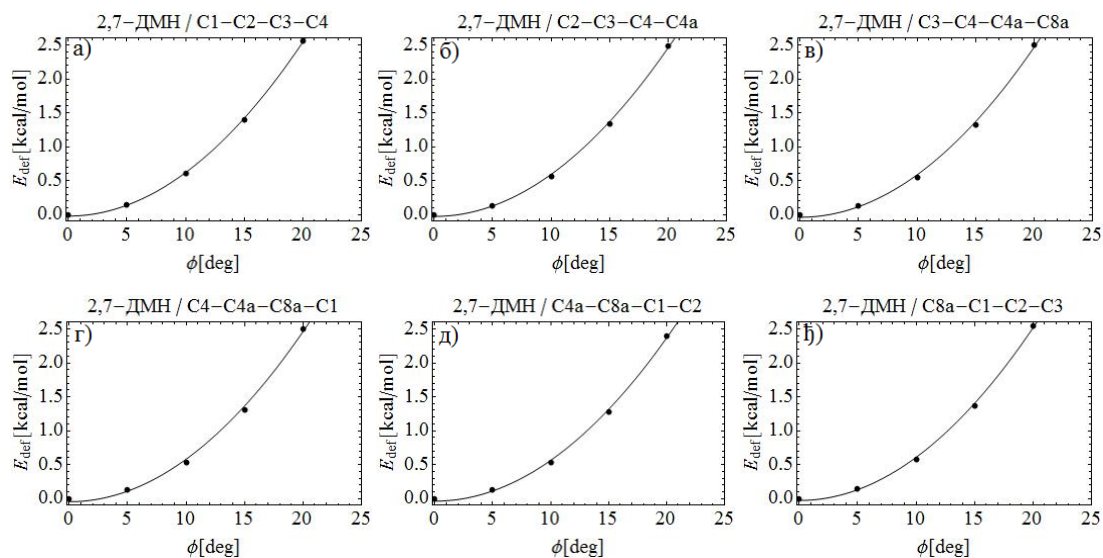 2,7−ДМН / C1−C2−C3−C4
2,7−ДМН / C2−C3−C4−C4a
2,7−ДМН / C3−C4−C4a−C8a
а)
б)
в)
E_def [kcal/mol]
2.5
2.0
1.5
1.0
0.5
0.0
0 5 10 15 20 25
ϕ[deg]
E_def [kcal/mol]
2.5
2.0
1.5
1.0
0.5
0.0
0 5 10 15 20 25
ϕ[deg]
E_def [kcal/mol]
2.5
2.0
1.5
1.0
0.5
0.0
0 5 10 15 20 25
ϕ[deg]
2,7−ДМН / C4−C4a−C8a−C1
2,7−ДМН / C4a−C8a−C1−C2
2,7−ДМН / C8a−C1−C2−C3
г)
д)
ђ)
E_def [kcal/mol]
2.5
2.0
1.5
1.0
0.5
0.0
0 5 10 15 20 25
ϕ[deg]
E_def [kcal/mol]
2.5
2.0
1.5
1.0
0.5
0.0
0 5 10 15 20 25
ϕ[deg]
E_def [kcal/mol]
2.5
2.0
1.5
1.0
0.5
0.0
0 5 10 15 20 25
ϕ[deg]